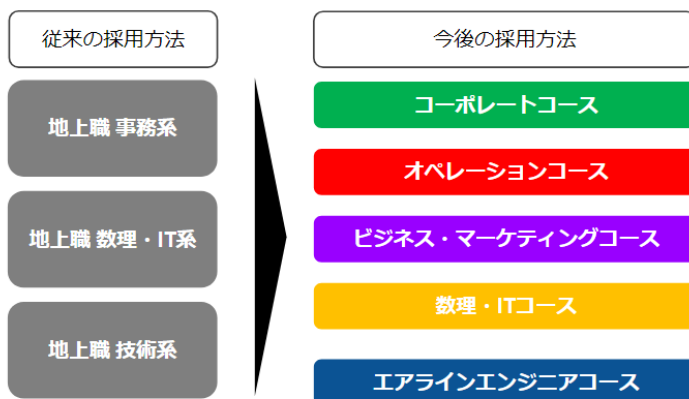 従来の採用方法
地上職 事務系
地上職 数理・IT系
地上職 技術系
今後の採用方法
コーポレートコース
オペレーションコース
ビジネス・マーケティングコース
数理・ITコース
エアラインエンジニアコース